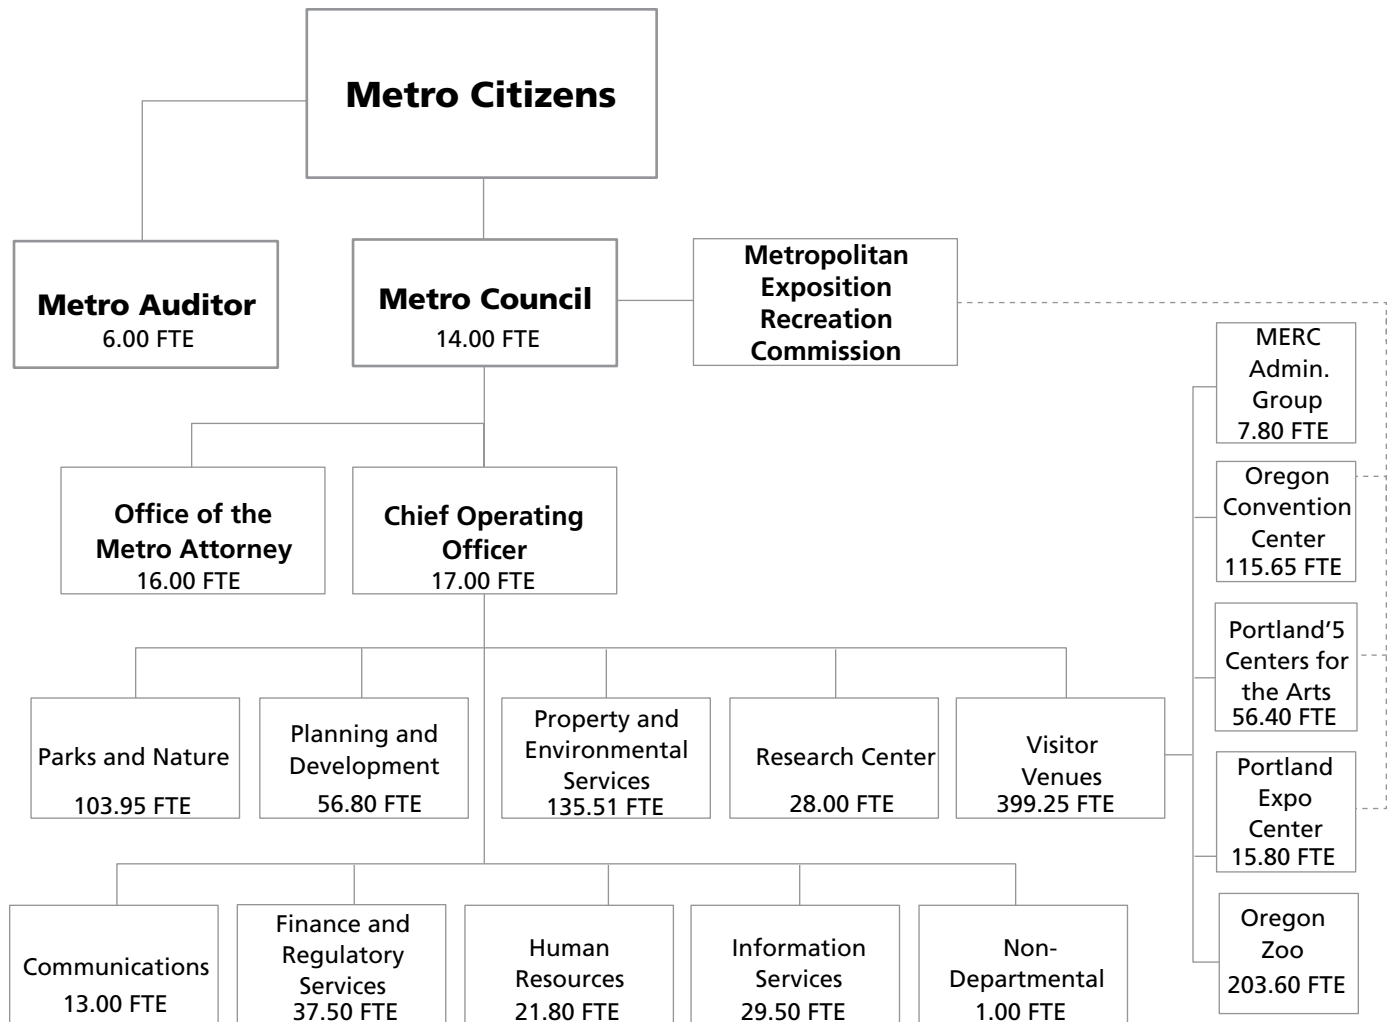 Metro Citizens
Metro Auditor
6.00 FTE
Metro Council
14.00 FTE
Metropolitan
Exposition
Recreation
Commission
Office of the
Metro Attorney
16.00 FTE
Chief Operating
Officer
17.00 FTE
Parks and Nature
103.95 FTE
Planning and
Development
56.80 FTE
Property and
Environmental
Services
135.51 FTE
Research Center
28.00 FTE
Visitor
Venues
399.25 FTE
MERC
Admin.
Group
7.80 FTE
Oregon
Convention
Center
115.65 FTE
Portland'5
Centers for
the Arts
56.40 FTE
Portland
Expo
Center
15.80 FTE
Oregon
Zoo
203.60 FTE
Communications
13.00 FTE
Finance and
Regulatory
Services
37.50 FTE
Human
Resources
21.80 FTE
Information
Services
29.50 FTE
Non-
Departmental
1.00 FTE